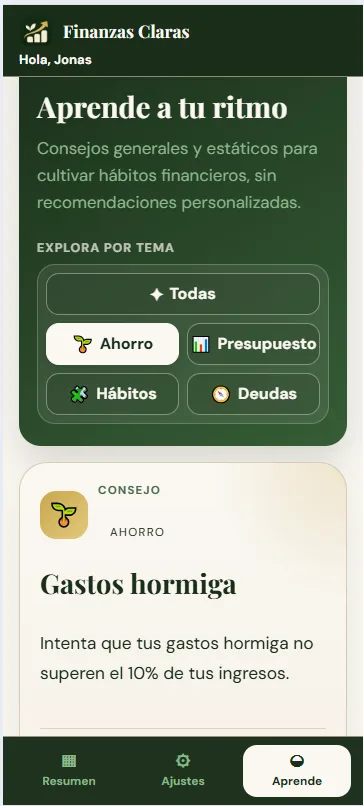 Finanzas Claras
Hola, Jonas
Aprende a tu ritmo
Consejos generales y estáticos para
cultivar hábitos financieros, sin
recomendaciones personalizadas.
EXPLORA POR TEMA
Todas
Ahorro
Presupuesto
Hábitos
Deudas
CONSEJO
AHORRO
Gastos hormiga
Intenta que tus gastos hormiga no
superen el 10% de tus ingresos.
Resumen
Ajustes
Aprende